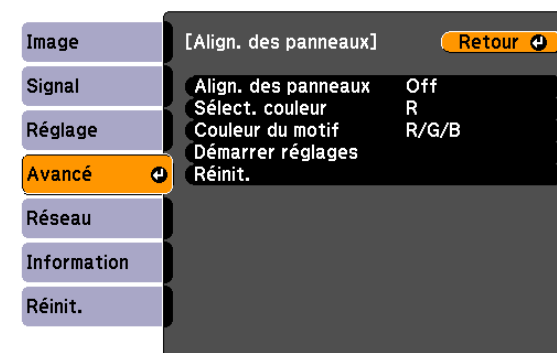 Image
Signal
Réglage
Avancé
Réseau
Information
Réinit.
[Align. des panneaux] Retour
Align. des panneaux Off
Sélect. couleur R
Couleur du motif R/G/B
Démarrer réglages
Réinit.